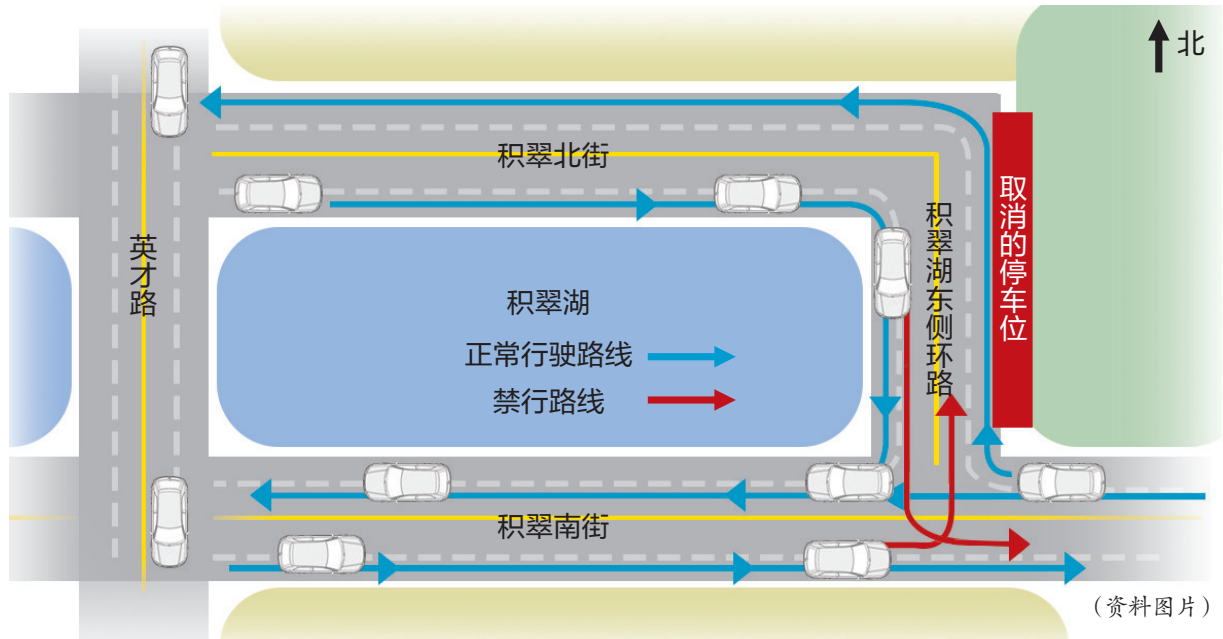 北
积翠北街
取消的停车位
英才路
积翠湖东侧环路
积翠湖
正常行驶路线
禁行路线
积翠南街
（资料图片）